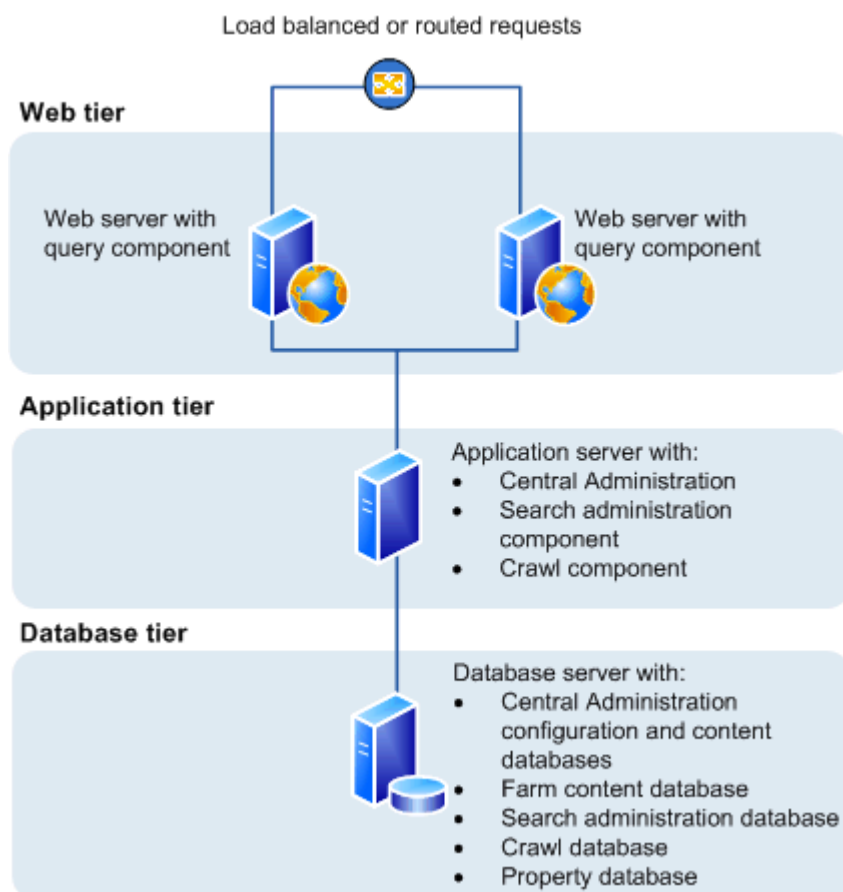 Load balanced or routed requests
Web tier
Web server with
query component
Web server with
query component
Application tier
Application server with:
• Central Administration
• Search administration
component
• Crawl component
Database tier
Database server with:
• Central Administration
configuration and content
databases
• Farm content database
• Search administration database
• Crawl database
• Property database